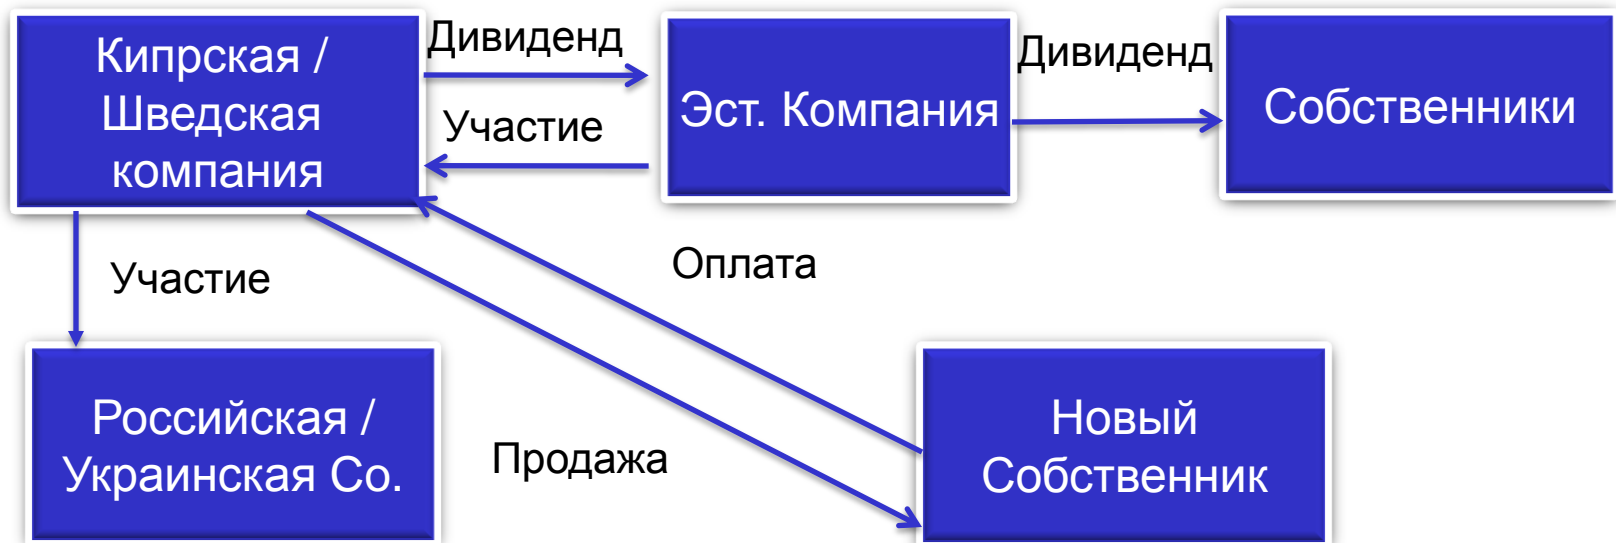 Кипрская /
Шведская
компания
Дивиденд
Участие
Эст. Компания
Дивиденд
Собственники
Участие
Оплата
Российская /
Украинская Co.
Продажа
Новый
Собственник